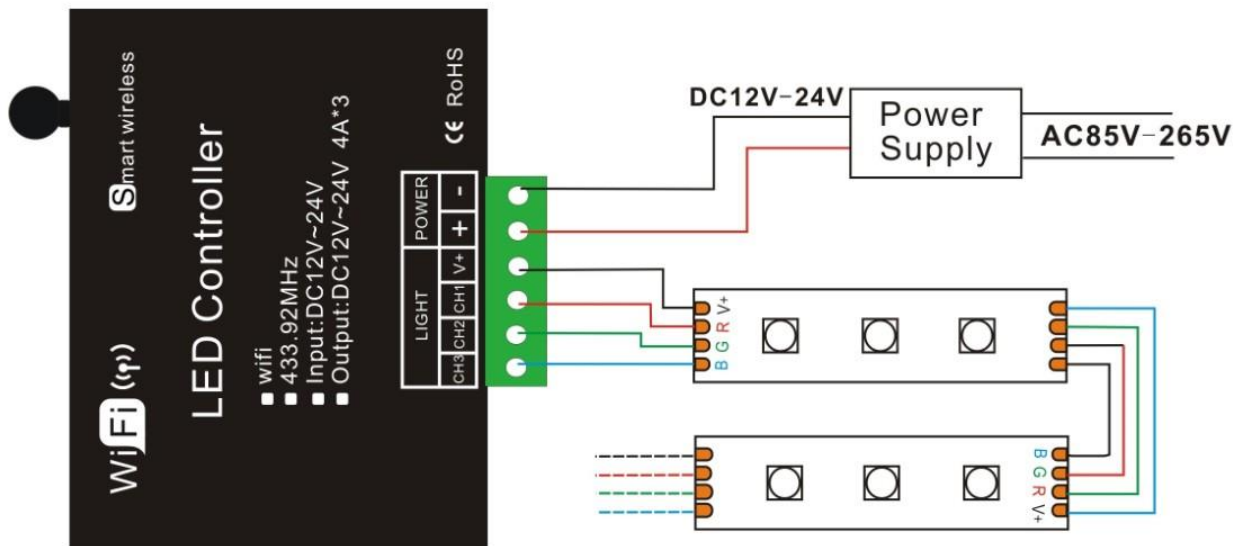 WiFi
Smart wireless
LED Controller
wifi
433.92MHz
Input:DC12V~24V
Output:DC12V~24V 4A*3
CE RoHS
POWER
-
+
LIGHT
V+
CH1
CH2
CH3
DC12V-24V
Power
Supply
AC85V-265V
V+
R
G
B
B
G
R
V+